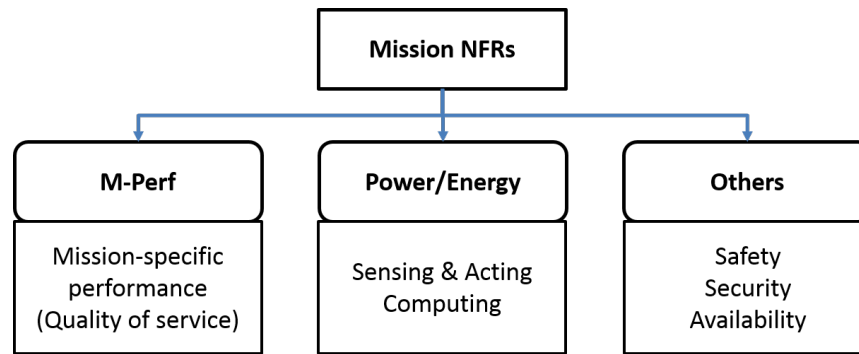 Mission NFRs
M-Perf
Power/Energy
Others
Mission-specific
performance
(Quality of service)
Sensing & Acting
Computing
Safety
Security
Availability